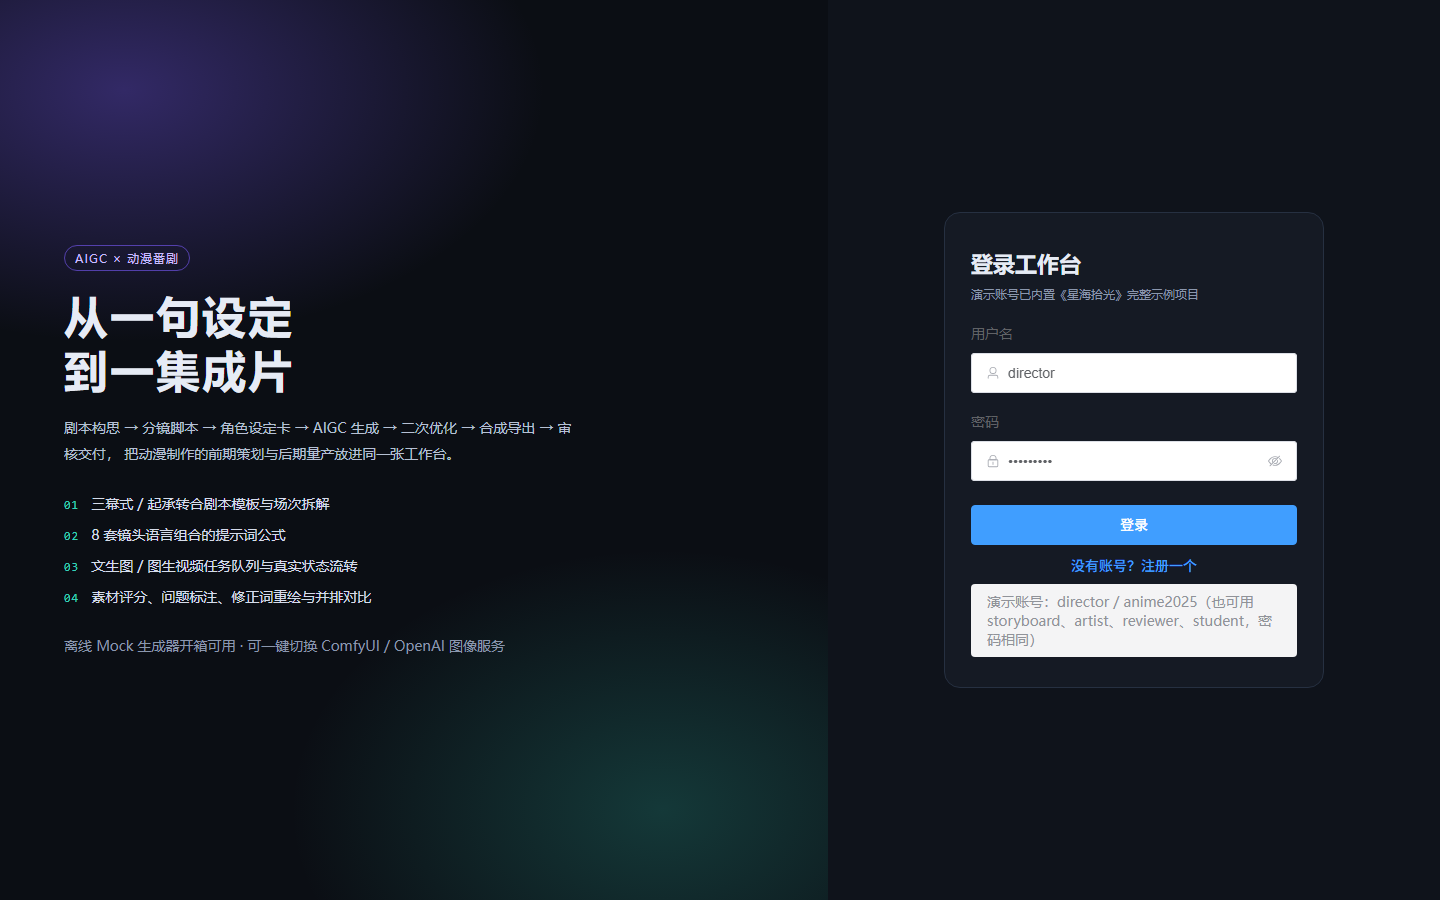 AIGC × 动漫番剧
从一句设定
到一集成片
剧本构思 → 分镜脚本 → 角色设定卡 → AIGC 生成 → 二次优化 → 合成导出 → 审
核交付， 把动漫制作的前期策划与后期量产放进同一张工作台。
01 三幕式 / 起承转合剧本模板与场次拆解
02 8 套镜头语言组合的提示词公式
03 文生图 / 图生视频任务队列与真实状态流转
04 素材评分、问题标注、修正词重绘与并排对比
离线 Mock 生成器开箱可用 · 可一键切换 ComfyUI / OpenAI 图像服务
登录工作台
演示账号已内置《星海拾光》完整示例项目
用户名
director
密码
•••••••••
登录
没有账号？注册一个
演示账号：director / anime2025（也可用
storyboard、artist、reviewer、student，密
码相同）